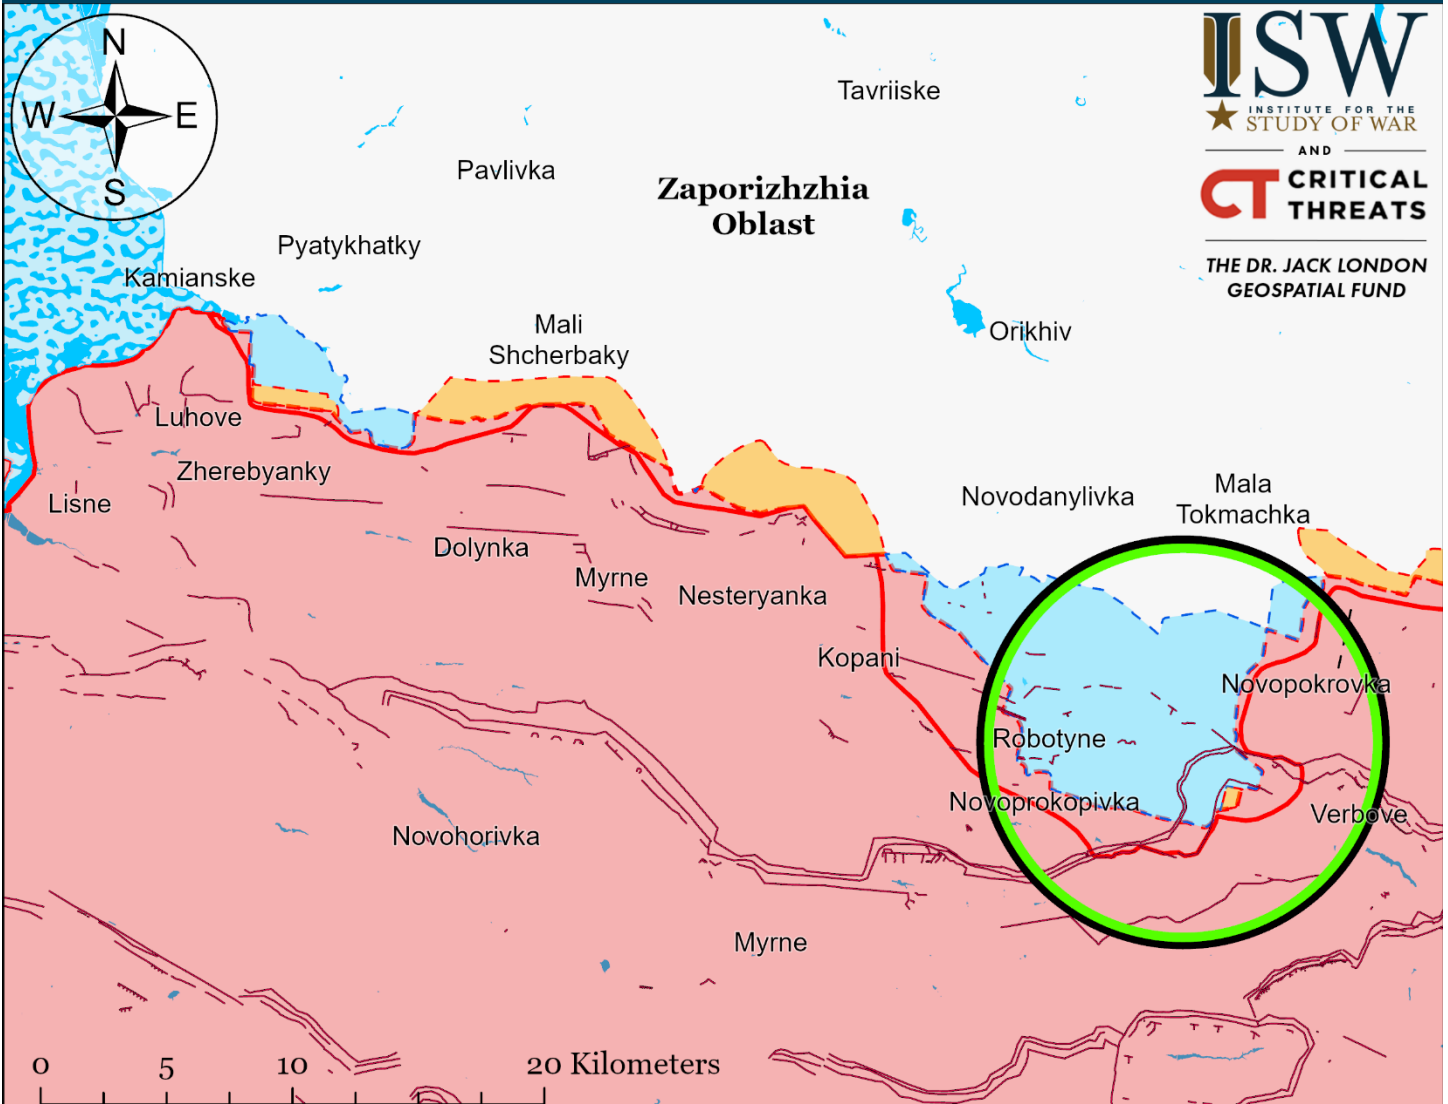 N
W
E
S
ISW
INSTITUTE FOR THE
STUDY OF WAR
AND
CT CRITICAL
THREATS
THE DR. JACK LONDON
GEOSPATIAL FUND
Tavriiske
Pavlivka
Zaporizhzhia
Oblast
Pyatykhatky
Kamianske
Mali
Shcherbaky
Orikhiv
Luhove
Zherebyanky
Lisne
Novodanylivka
Mala
Tokmachka
Dolynka
Myrne
Nesteryanka
Kopani
Novopokrovka
Robotyne
Novoprokopivka
Verbove
Novohorivka
Myrne
0 5 10 20 Kilometers